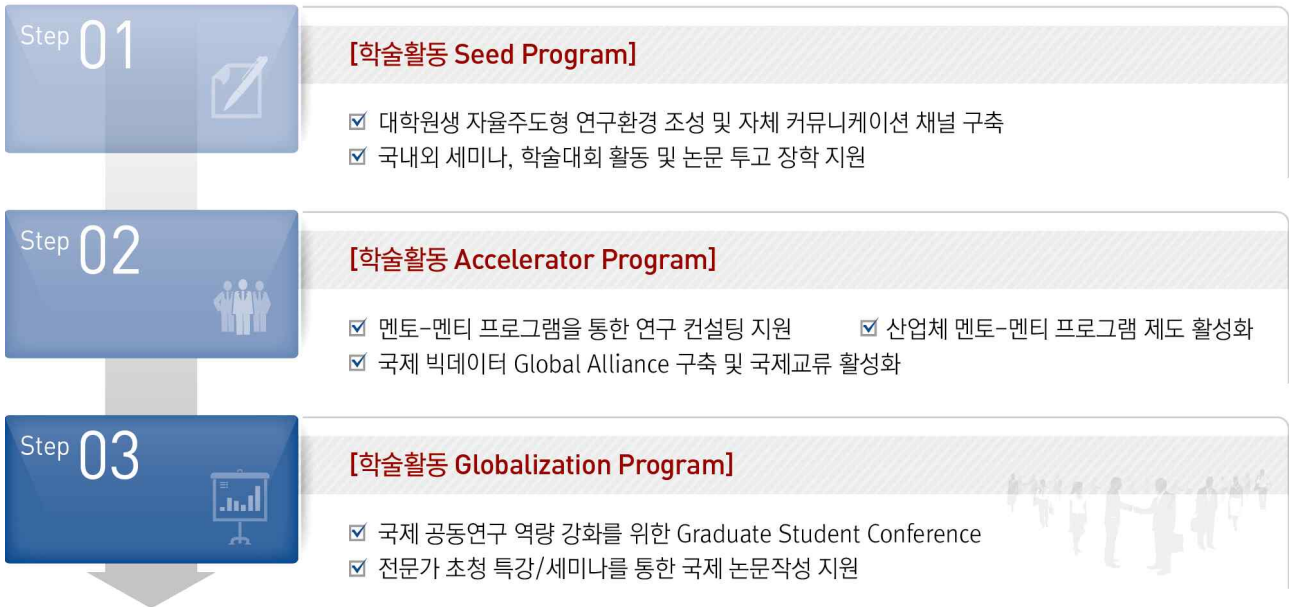 Step 01
[학술활동 Seed Program]
☑ 대학원생 자율주도형 연구환경 조성 및 자체 커뮤니케이션 채널 구축
☑ 국내외 세미나, 학술대회 활동 및 논문 투고 장학 지원
Step 02
[학술활동 Accelerator Program]
☑ 멘토-멘티 프로그램을 통한 연구 컨설팅 지원 ☑ 산업체 멘토-멘티 프로그램 제도 활성화
☑ 국제 빅데이터 Global Alliance 구축 및 국제교류 활성화
Step 03
[학술활동 Globalization Program]
☑ 국제 공동연구 역량 강화를 위한 Graduate Student Conference
☑ 전문가 초청 특강/세미나를 통한 국제 논문작성 지원